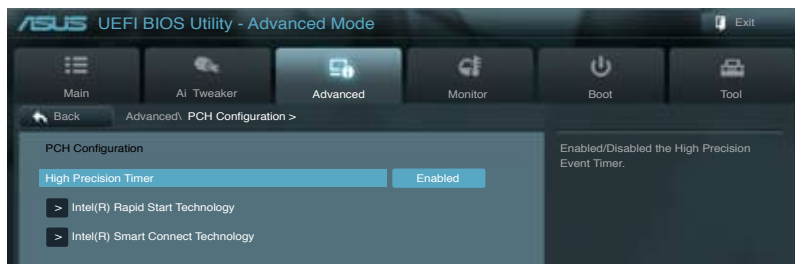 ASUS UEFI BIOS Utility - Advanced Mode
Exit
Main
Ai Tweaker
Advanced
Monitor
Boot
Tool
Back
Advanced\ PCH Configuration >
PCH Configuration
High Precision Timer
Enabled
> Intel(R) Rapid Start Technology
> Intel(R) Smart Connect Technology
Enabled/Disabled the High Precision
Event Timer.